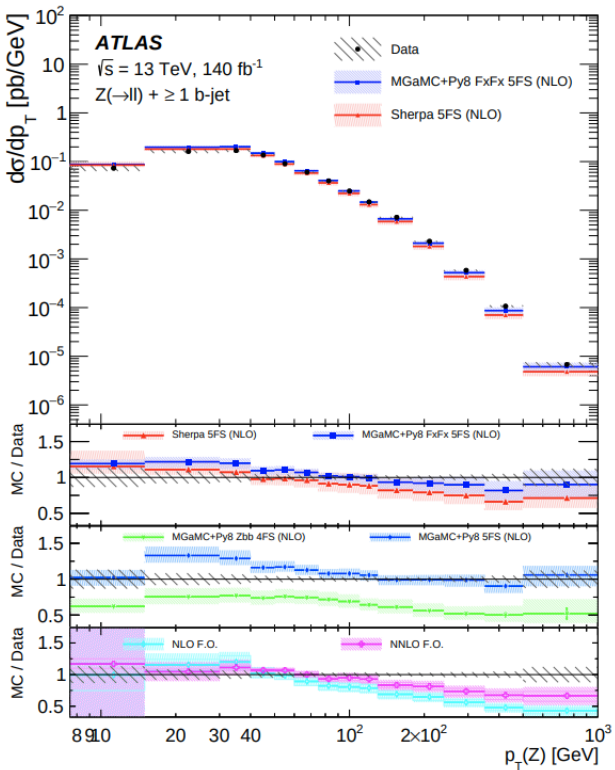 ATLAS
√s = 13 TeV, 140 fb⁻¹
Z(→ll) + ≥ 1 b-jet
Data
MGaMC+Py8 FxFx 5FS (NLO)
Sherpa 5FS (NLO)
dσ/dp_T [pb/GeV]
10²
10
1
10⁻¹
10⁻²
10⁻³
10⁻⁴
10⁻⁵
10⁻⁶
MC / Data
1.5
1
0.5
Sherpa 5FS (NLO)
MGaMC+Py8 FxFx 5FS (NLO)
MC / Data
1.5
1
0.5
MGaMC+Py8 Zbb 4FS (NLO)
MGaMC+Py8 5FS (NLO)
MC / Data
1.5
1
0.5
NLO F.O.
NNLO F.O.
8 9 10 20 30 40 10² 2×10² 10³
p_T(Z) [GeV]